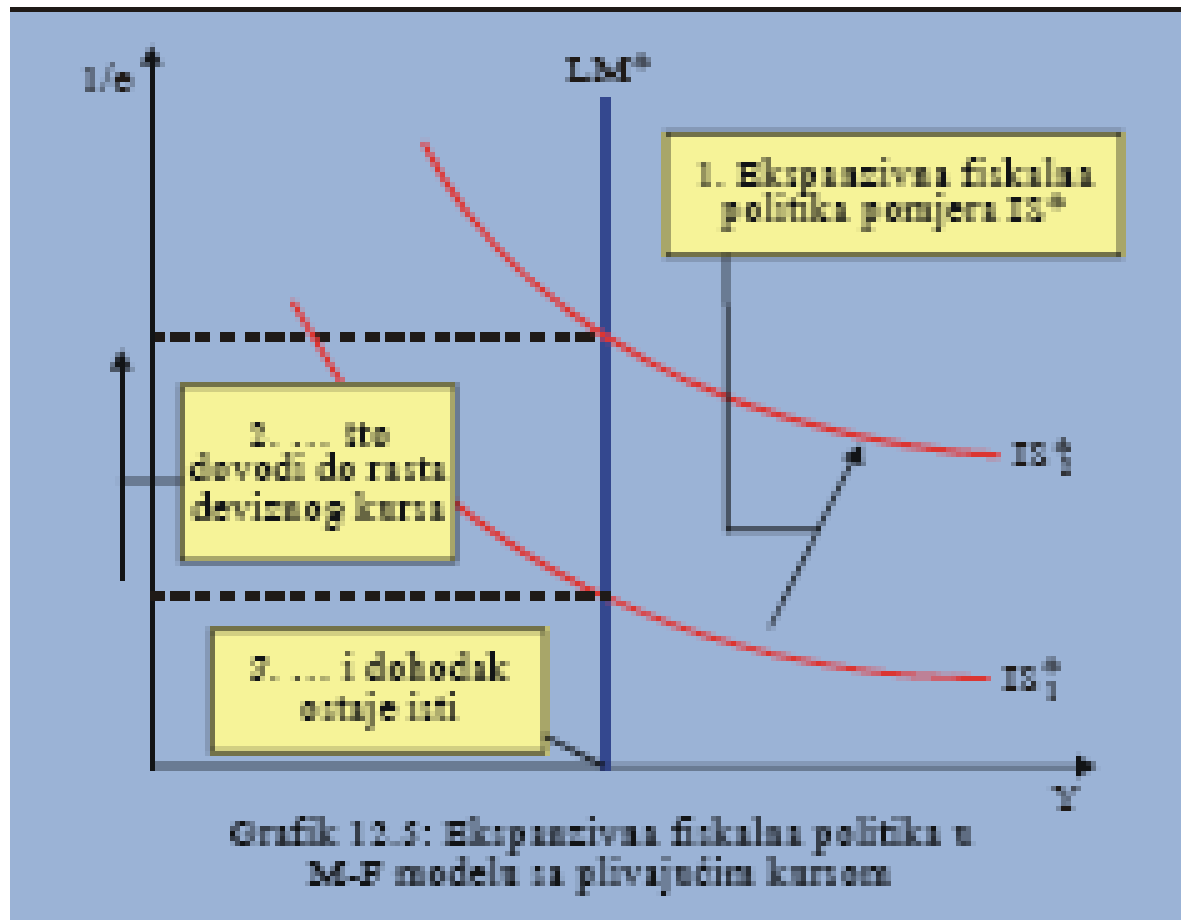 1/e
LM*
1. Ekspanzivna fiskalna
politika pomjera IS*
2. .... što
dovodi do rasta
deviznog kursa
IS*2
IS*1
3. .... i dohodak
ostaje isti
Y
Grafik 12.5: Ekspanzivna fiskalna politika u
M-F modelu sa plivajućim kursom